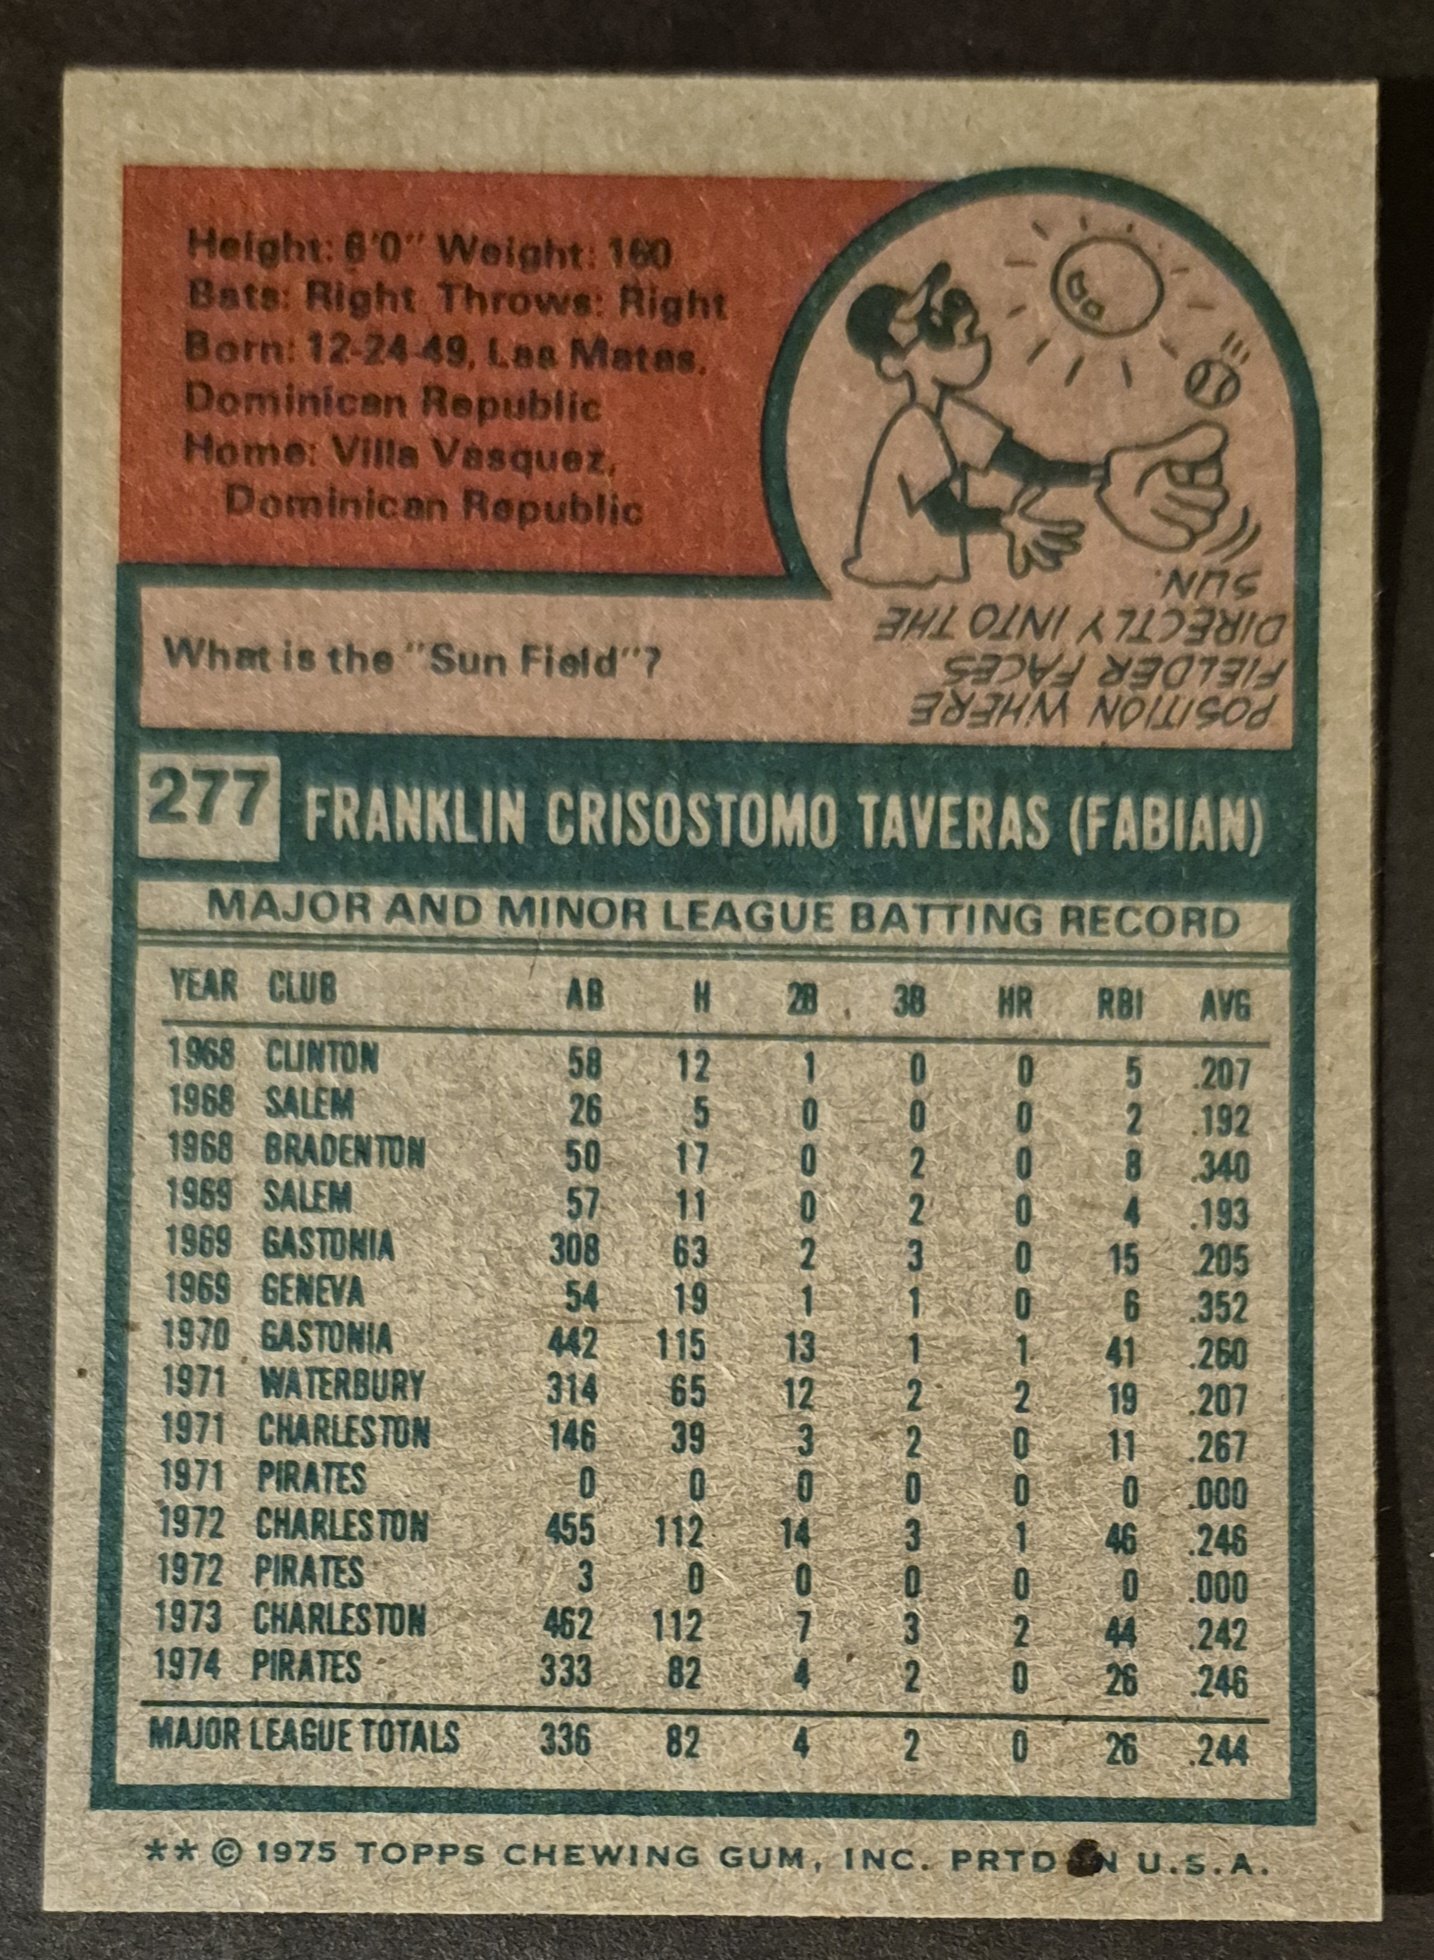 Height: 6'0" Weight: 160
Bats: Right Throws: Right
Born: 12-24-49, Las Matas,
Dominican Republic
Home: Villa Vasquez,
Dominican Republic
What is the "Sun Field"?
POSITION WHERE
FIELDER FACES
DIRECTLY INTO THE
SUN.
277 FRANKLIN CRISOSTOMO TAVERAS (FABIAN)
MAJOR AND MINOR LEAGUE BATTING RECORD
YEAR CLUB AB H 2B 3B HR RBI AVG
1968 CLINTON 58 12 1 0 0 5 .207
1968 SALEM 26 5 0 0 0 2 .192
1968 BRADENTON 50 17 0 2 0 8 .340
1969 SALEM 57 11 0 2 0 4 .193
1969 GASTONIA 308 63 2 3 0 15 .205
1969 GENEVA 54 19 1 1 0 6 .352
1970 GASTONIA 442 115 13 1 1 41 .260
1971 WATERBURY 314 65 12 2 2 19 .207
1971 CHARLESTON 146 39 3 2 0 11 .267
1971 PIRATES 0 0 0 0 0 0 .000
1972 CHARLESTON 455 112 14 3 1 46 .246
1972 PIRATES 3 0 0 0 0 0 .000
1973 CHARLESTON 462 112 7 3 2 44 .242
1974 PIRATES 333 82 4 2 0 26 .246
MAJOR LEAGUE TOTALS 336 82 4 2 0 26 .244
** © 1975 TOPPS CHEWING GUM, INC. PRTD IN U.S.A.